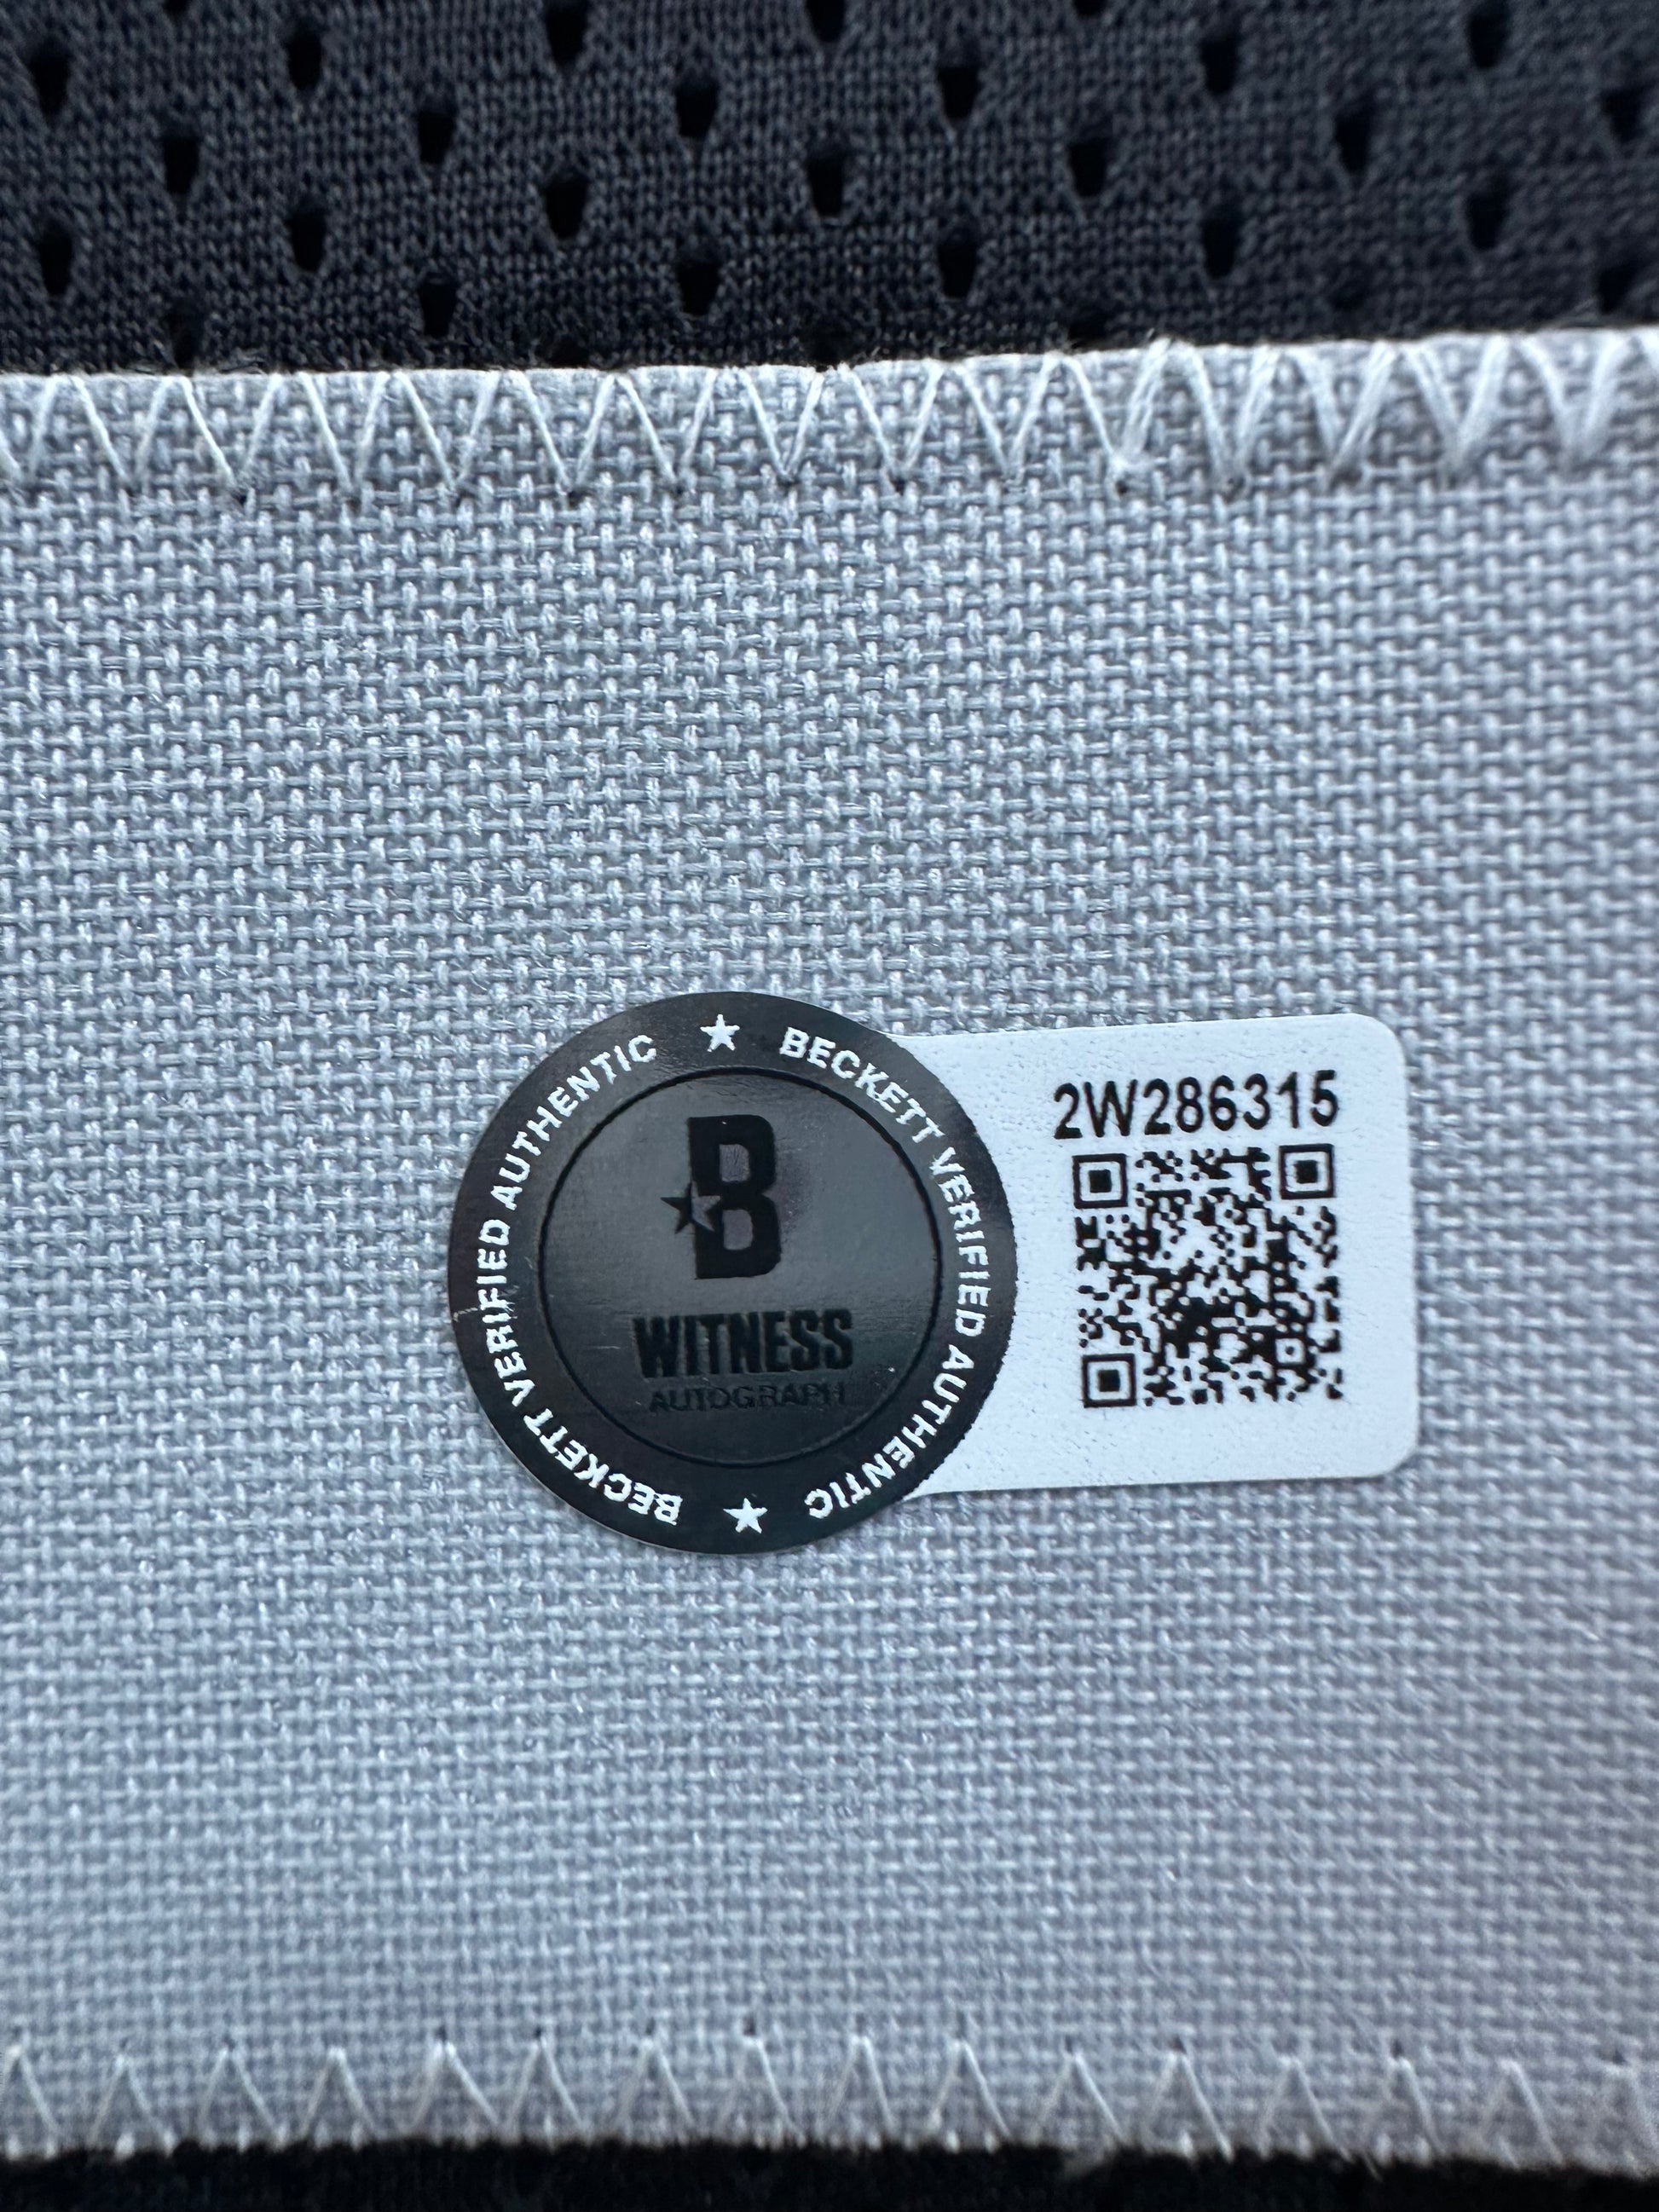 ★ BECKETT VERIFIED AUTHENTIC
★ BECKETT VERIFIED AUTHENTIC
B
WITNESS
AUTOGRAPH
2W286315